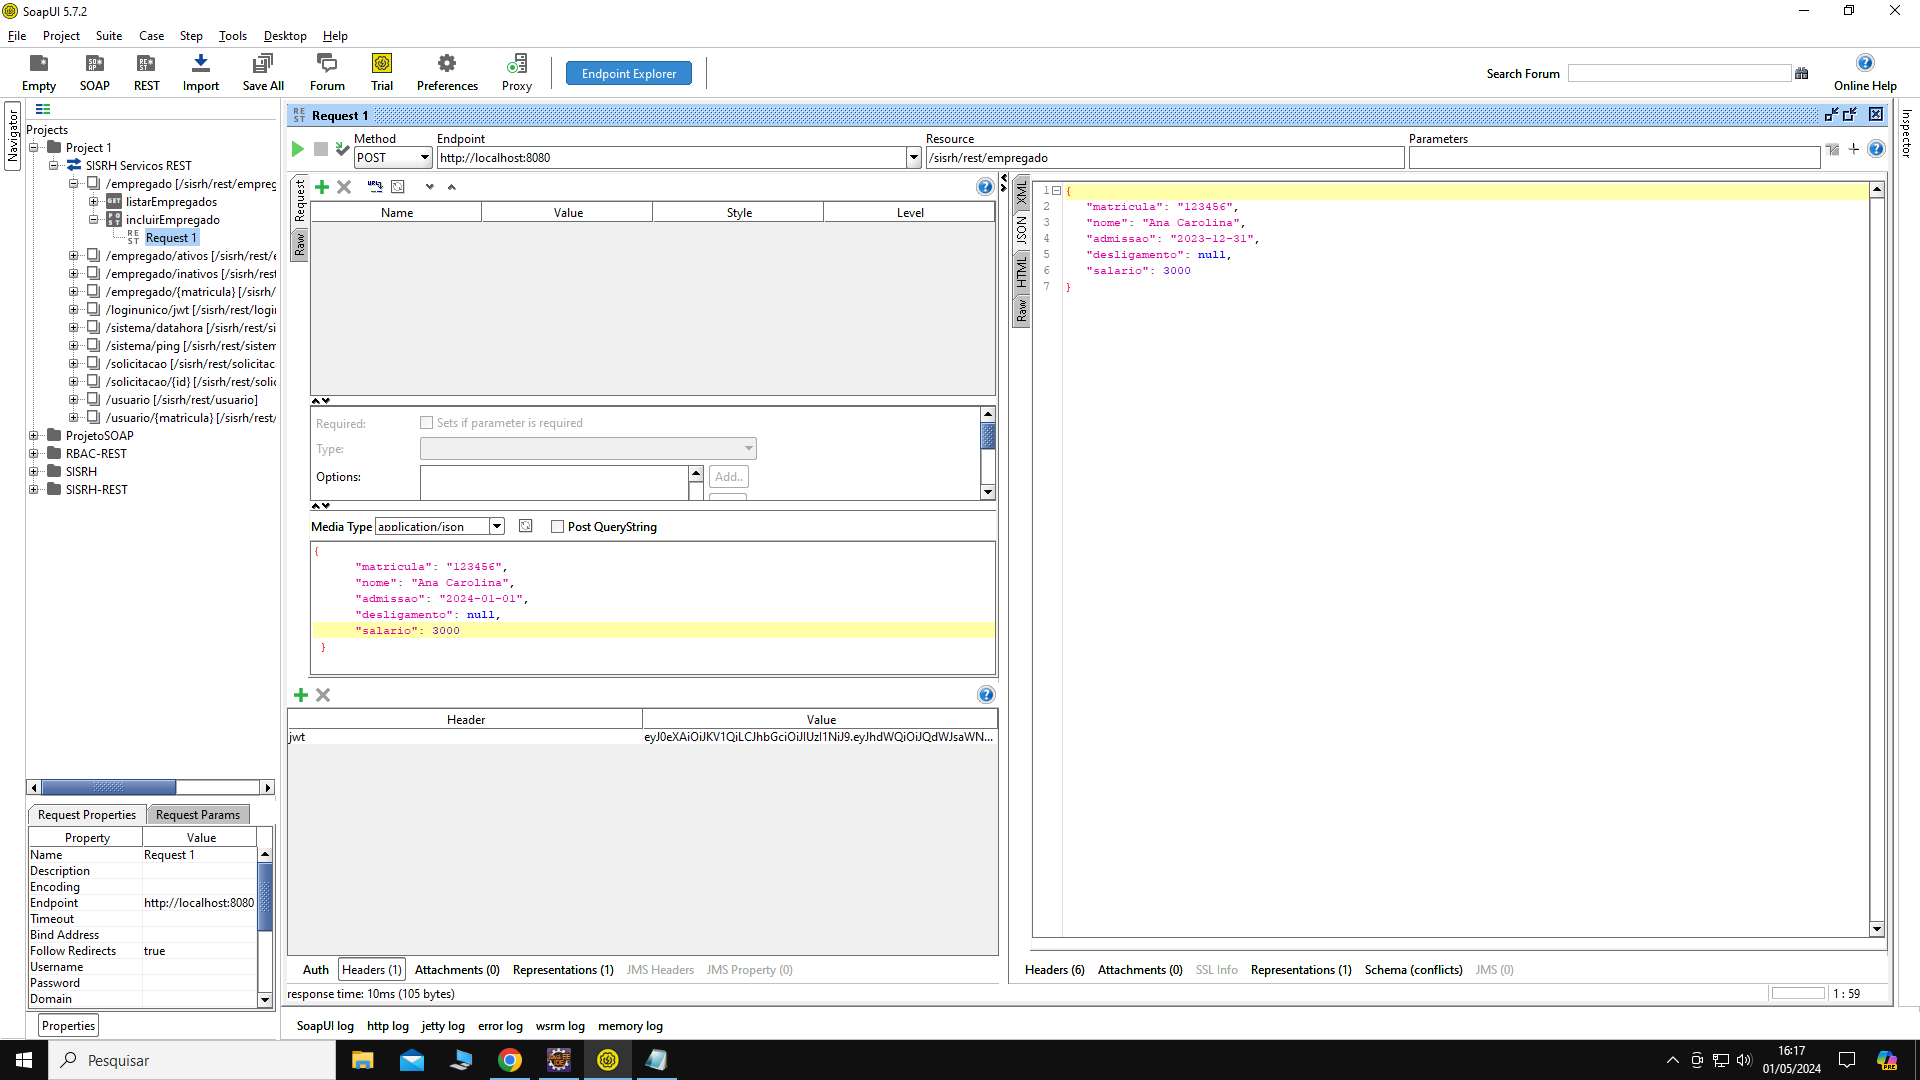 SoapUI 5.7.2
File Project Suite Case Step Tools Desktop Help
Empty SOAP REST Import Save All Forum Trial Preferences Proxy Endpoint Explorer Search Forum Online Help
Navigator
Projects
Project 1
SISRH Servicos REST
/empregado [/sisrh/rest/empreg
listarEmpregados
incluirEmpregado
Request 1
/empregado/ativos [/sisrh/rest/e
/empregado/inativos [/sisrh/rest
/empregado/{matricula} [/sisrh/
/loginunico/jwt [/sisrh/rest/logi
/sistema/datahora [/sisrh/rest/si
/sistema/ping [/sisrh/rest/sistem
/solicitacao [/sisrh/rest/solicitac
/solicitacao/{id} [/sisrh/rest/soli
/usuario [/sisrh/rest/usuario]
/usuario/{matricula} [/sisrh/rest/
ProjetoSOAP
RBAC-REST
SISRH
SISRH-REST
Request Properties Request Params
Property Value
Name Request 1
Description
Encoding
Endpoint http://localhost:8080
Timeout
Bind Address
Follow Redirects true
Username
Password
Domain
Properties
Request 1
Method Endpoint Resource Parameters
POST http://localhost:8080 /sisrh/rest/empregado
Request
Raw
Name Value Style Level
Required: Sets if parameter is required
Type:
Options: Add..
Media Type application/json Post QueryString
{
"matricula": "123456",
"nome": "Ana Carolina",
"admissao": "2024-01-01",
"desligamento": null,
"salario": 3000
}
Header Value
jwt eyJ0eXAiOiJKV1QiLCJhbGciOiJIUzI1NiJ9.eyJhdWQiOiJQdWJsaWN...
Auth Headers (1) Attachments (0) Representations (1) JMS Headers JMS Property (0)
response time: 10ms (105 bytes)
XML
JSON
HTML
Raw
1 {
2 "matricula": "123456",
3 "nome": "Ana Carolina",
4 "admissao": "2023-12-31",
5 "desligamento": null,
6 "salario": 3000
7 }
Headers (6) Attachments (0) SSL Info Representations (1) Schema (conflicts) JMS (0)
1 : 59
Inspector
SoapUI log http log jetty log error log wsrm log memory log
Pesquisar
16:17
01/05/2024